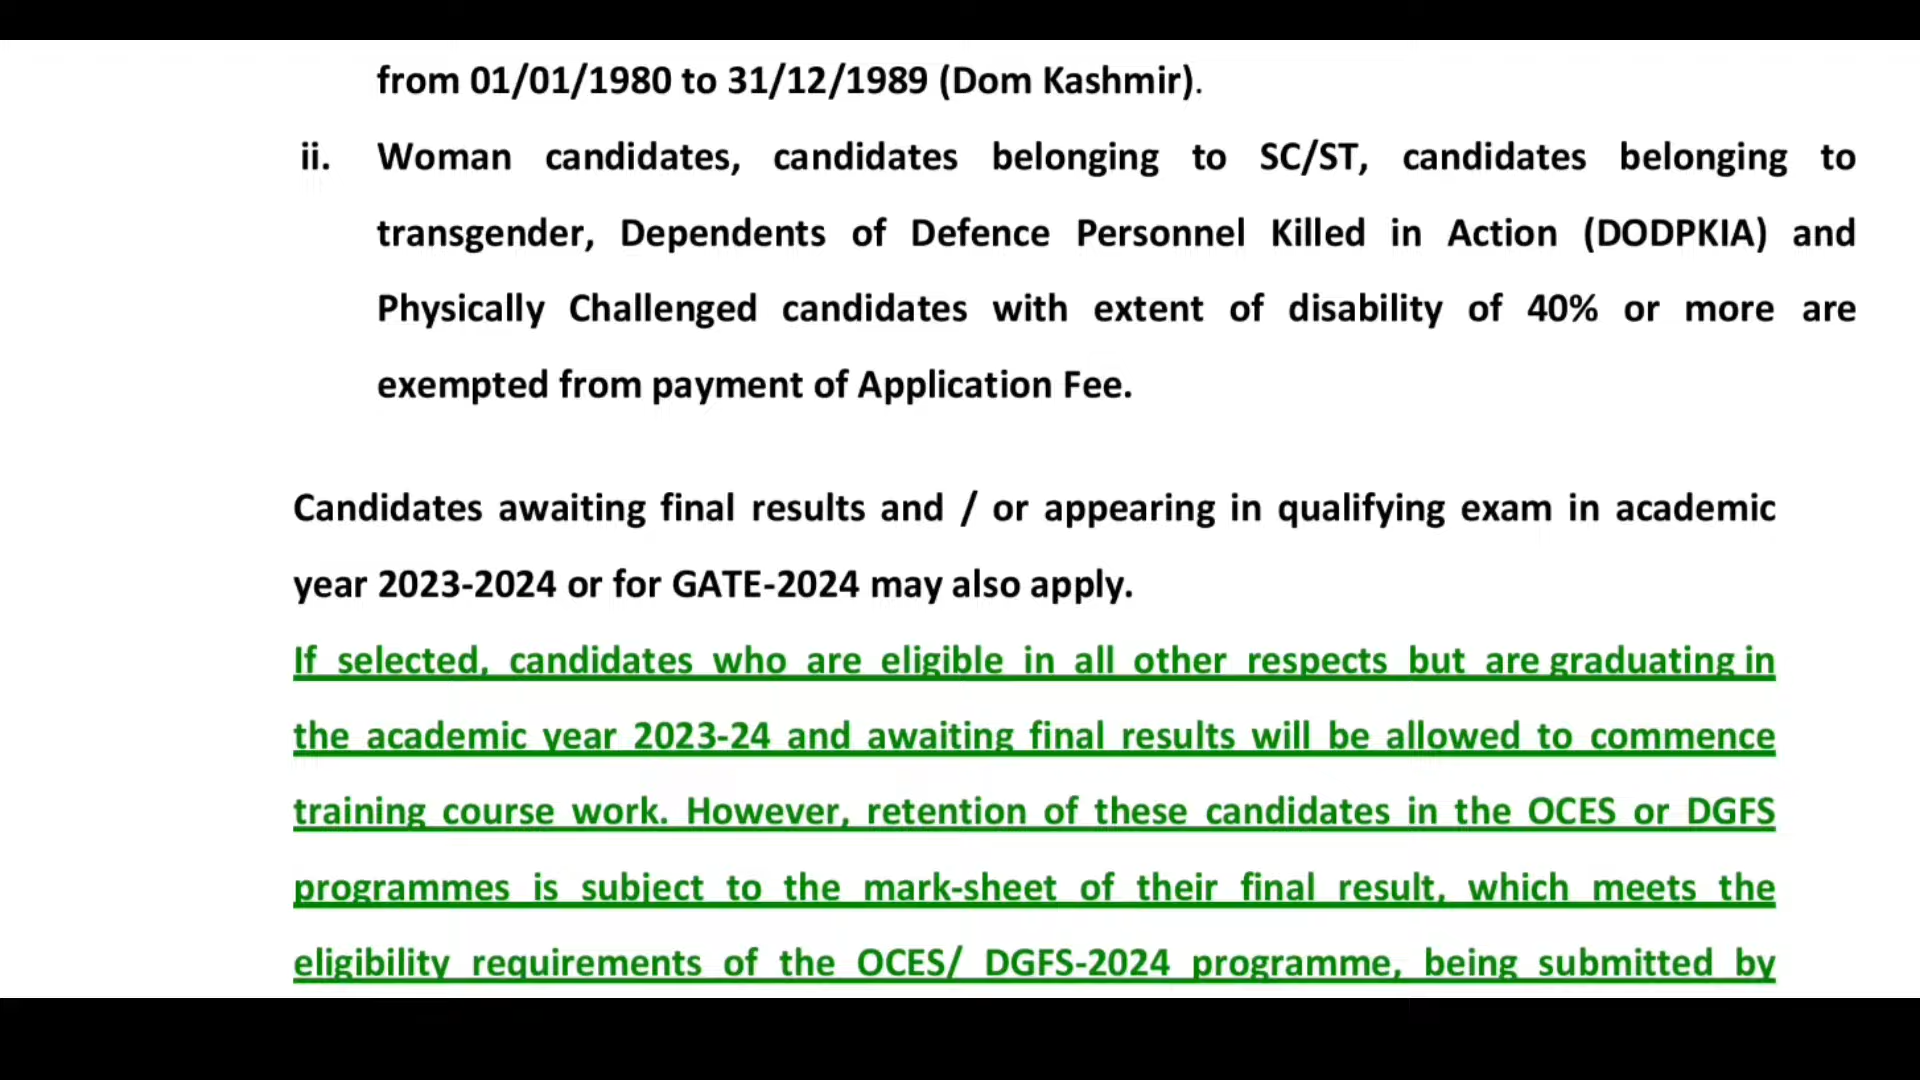 from 01/01/1980 to 31/12/1989 (Dom Kashmir).
ii. Woman candidates, candidates belonging to SC/ST, candidates belonging to
transgender, Dependents of Defence Personnel Killed in Action (DODPKIA) and
Physically Challenged candidates with extent of disability of 40% or more are
exempted from payment of Application Fee.
Candidates awaiting final results and / or appearing in qualifying exam in academic
year 2023-2024 or for GATE-2024 may also apply.
If selected, candidates who are eligible in all other respects but are graduating in
the academic year 2023-24 and awaiting final results will be allowed to commence
training course work. However, retention of these candidates in the OCES or DGFS
programmes is subject to the mark-sheet of their final result, which meets the
eligibility requirements of the OCES/ DGFS-2024 programme, being submitted by